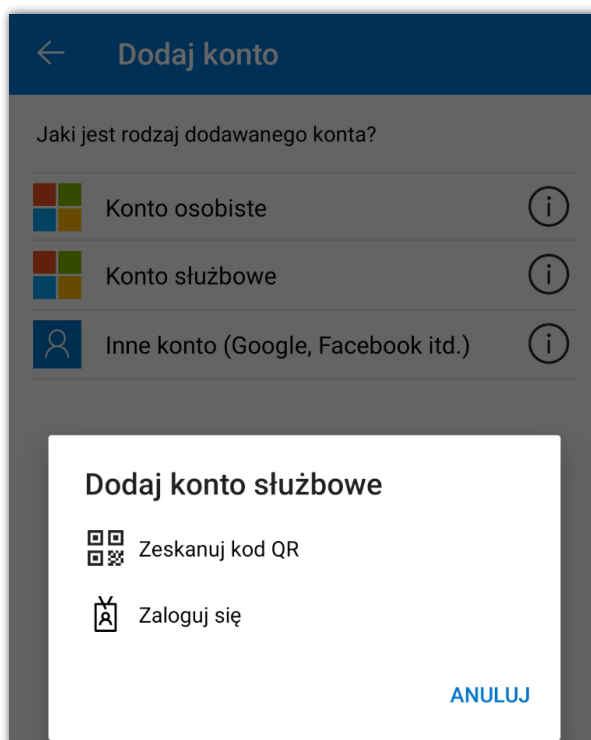 Dodaj konto
Jaki jest rodzaj dodawanego konta?
Konto osobiste
Konto służbowe
Inne konto (Google, Facebook itd.)
Dodaj konto służbowe
Zeskanuj kod QR
Zaloguj się
ANULUJ